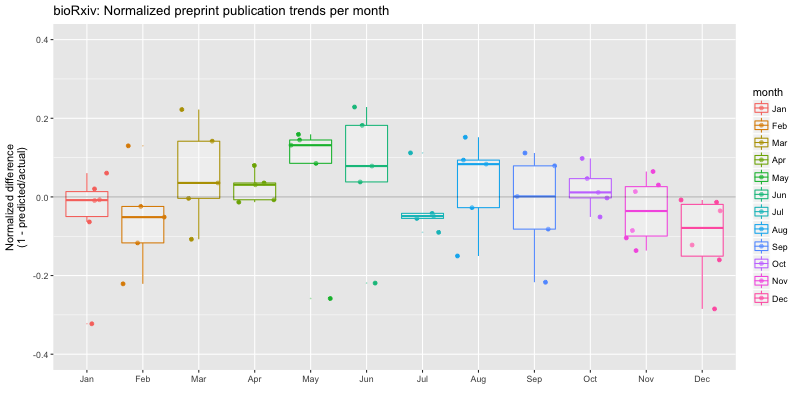 bioRxiv: Normalized preprint publication trends per month
Normalized difference
(1 - predicted/actual)
0.4
0.2
0.0
-0.2
-0.4
Jan
Feb
Mar
Apr
May
Jun
Jul
Aug
Sep
Oct
Nov
Dec
month
Jan
Feb
Mar
Apr
May
Jun
Jul
Aug
Sep
Oct
Nov
Dec